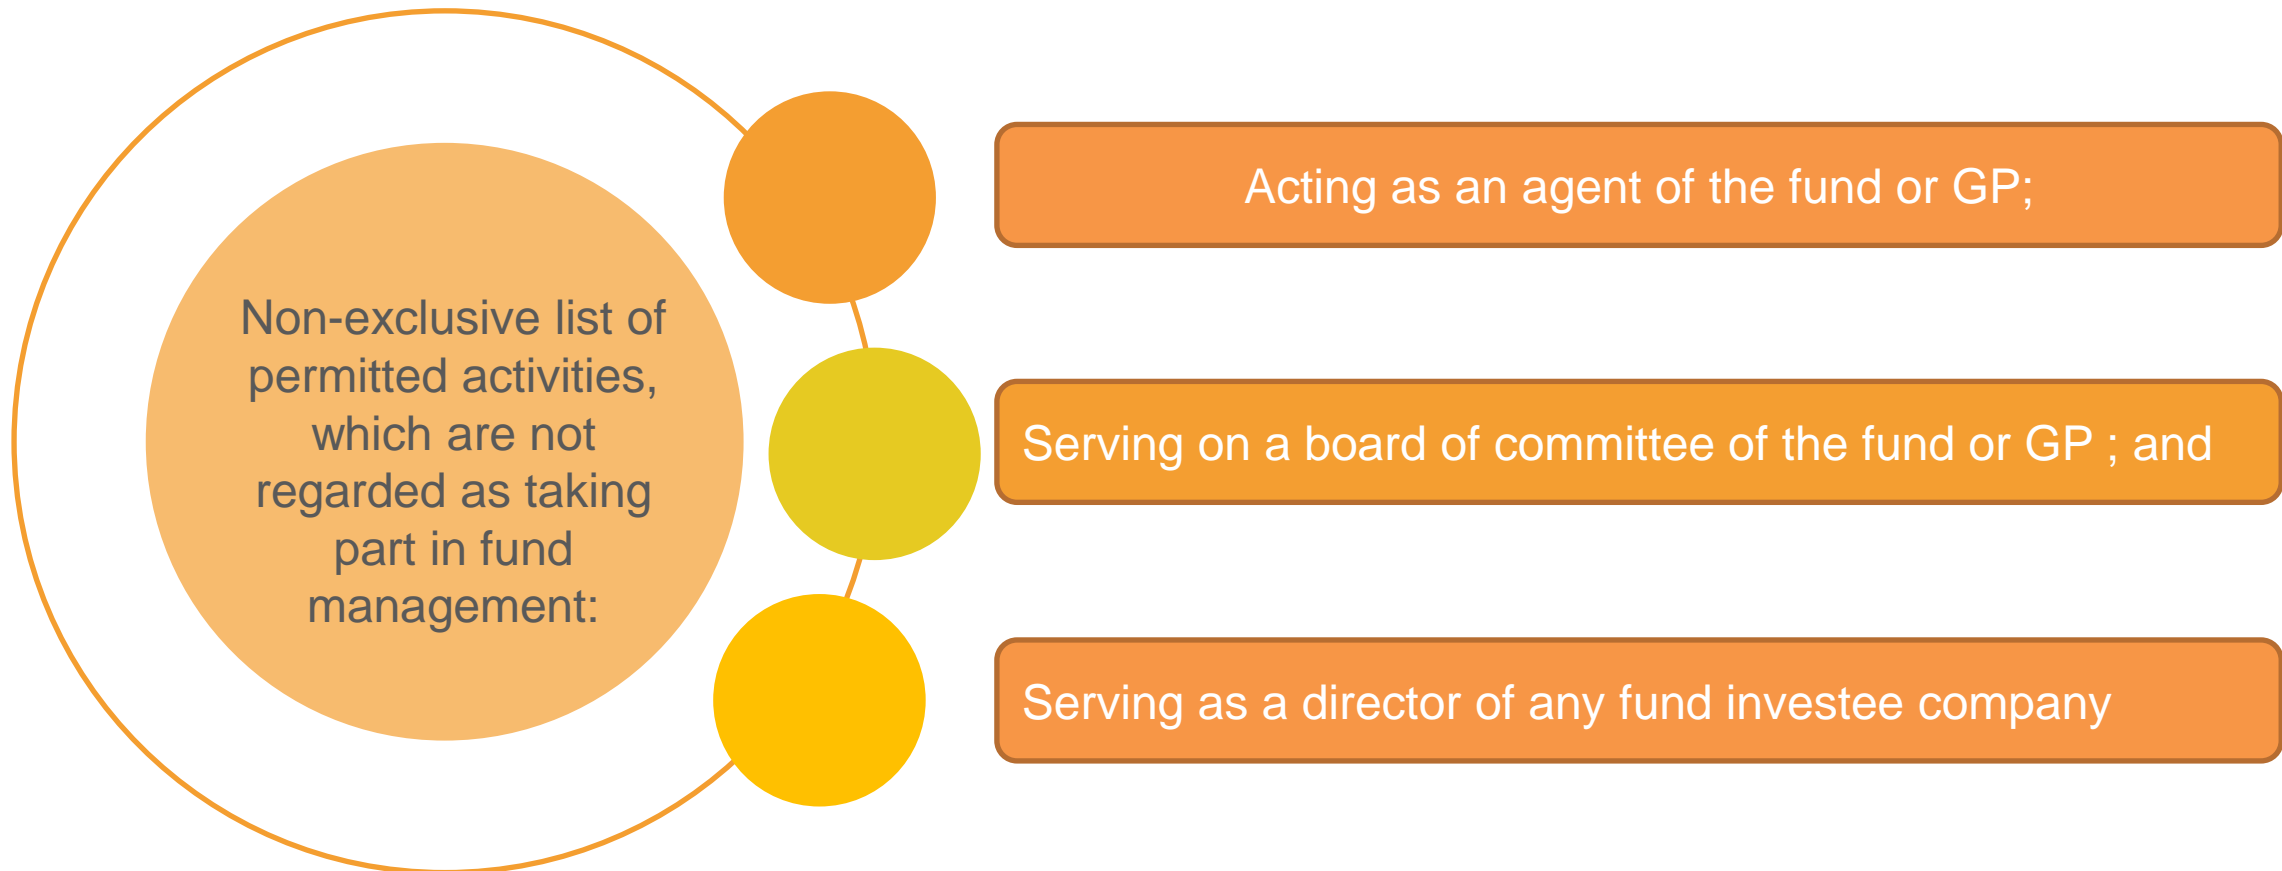 Non-exclusive list of
permitted activities,
which are not
regarded as taking
part in fund
management:
Acting as an agent of the fund or GP;
Serving on a board of committee of the fund or GP ; and
Serving as a director of any fund investee company